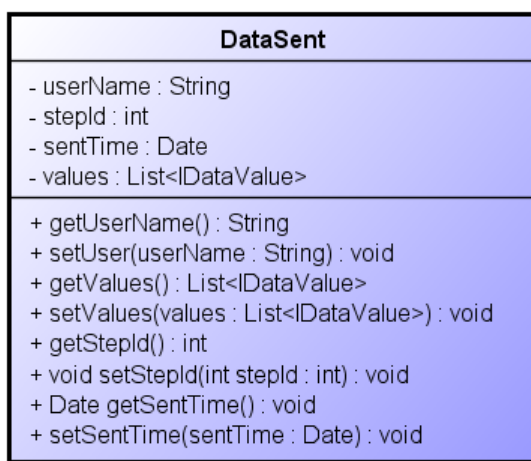 DataSent
- userName : String
- stepId : int
- sentTime : Date
- values : List<IDataValue>
+ getUserName() : String
+ setUser(userName : String) : void
+ getValues() : List<IDataValue>
+ setValues(values : List<IDataValue>) : void
+ getStepId() : int
+ void setStepId(int stepId : int) : void
+ Date getSentTime() : void
+ setSentTime(sentTime : Date) : void